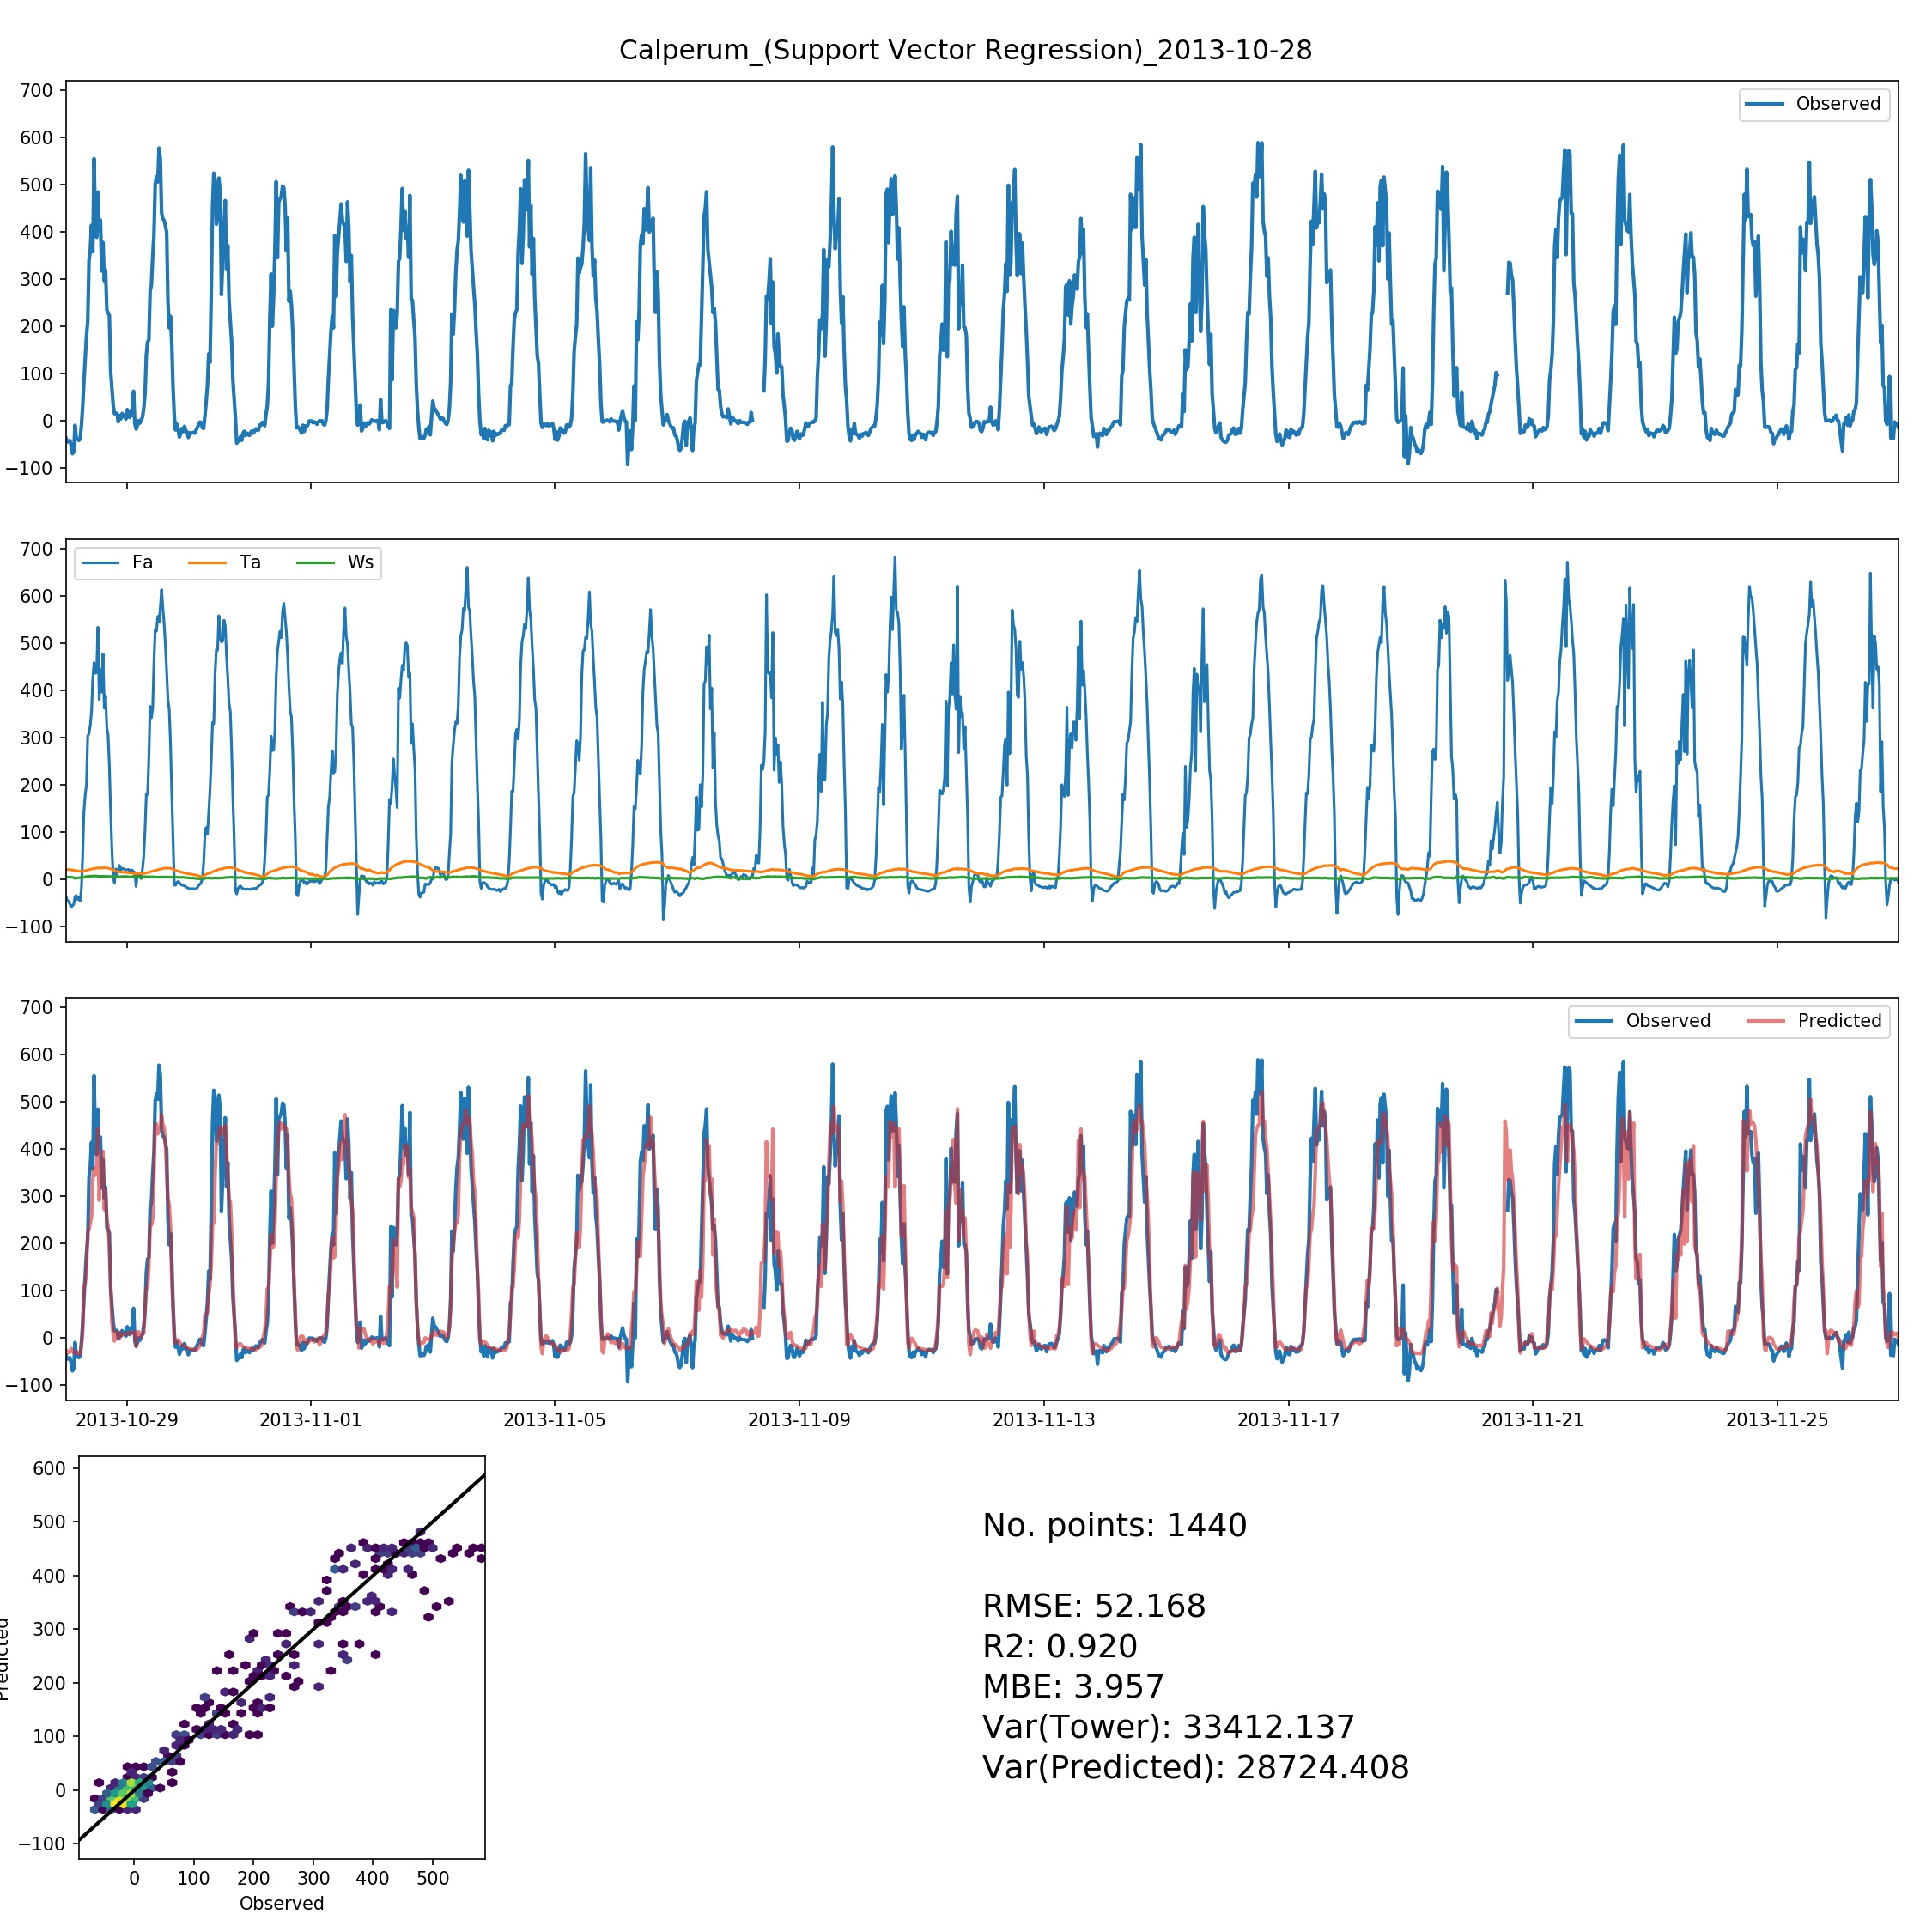 Calperum_(Support Vector Regression)_2013-10-28
700
600
500
400
300
200
100
0
−100
Observed
700
600
500
400
300
200
100
0
−100
Fa Ta Ws
700
600
500
400
300
200
100
0
−100
Observed Predicted
2013-10-29 2013-11-01 2013-11-05 2013-11-09 2013-11-13 2013-11-17 2013-11-21 2013-11-25
600
500
400
300
200
100
0
−100
Predicted
0 100 200 300 400 500
Observed
No. points: 1440
RMSE: 52.168
R2: 0.920
MBE: 3.957
Var(Tower): 33412.137
Var(Predicted): 28724.408